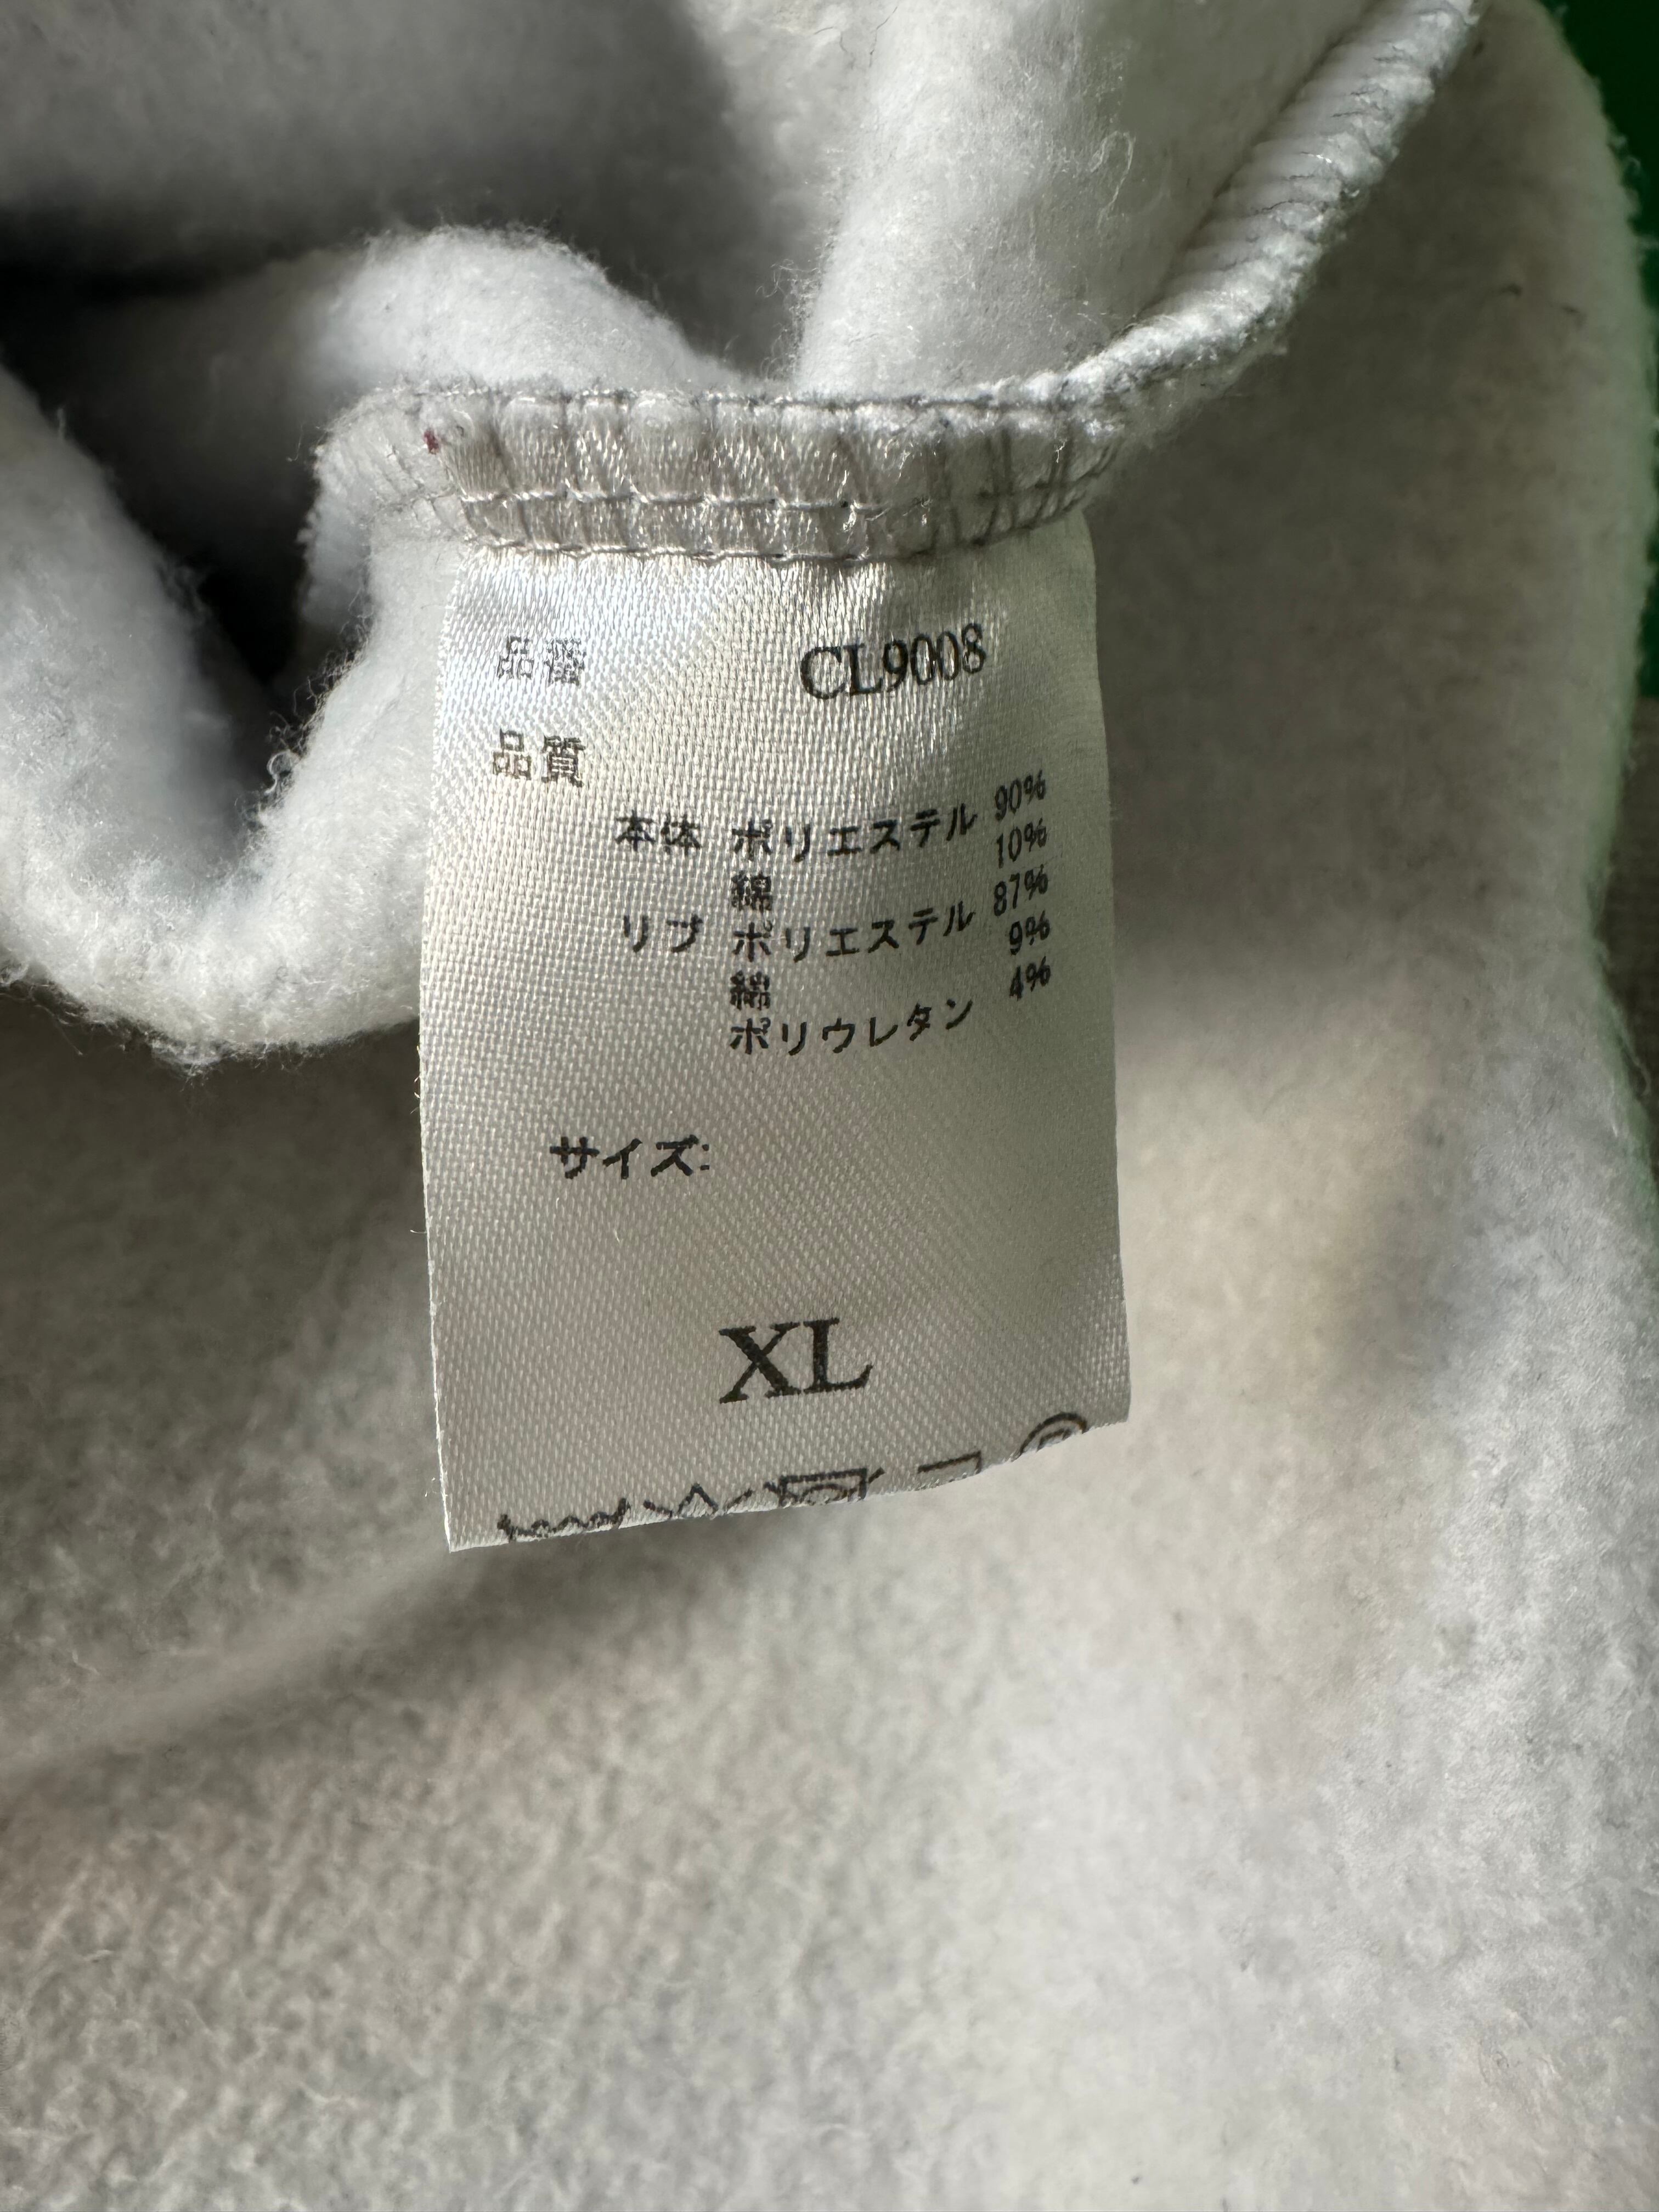 品番 CL9008
品質
本体 ポリエステル 90%
綿 10%
リブ ポリエステル 87%
綿 9%
ポリウレタン 4%
サイズ:
XL